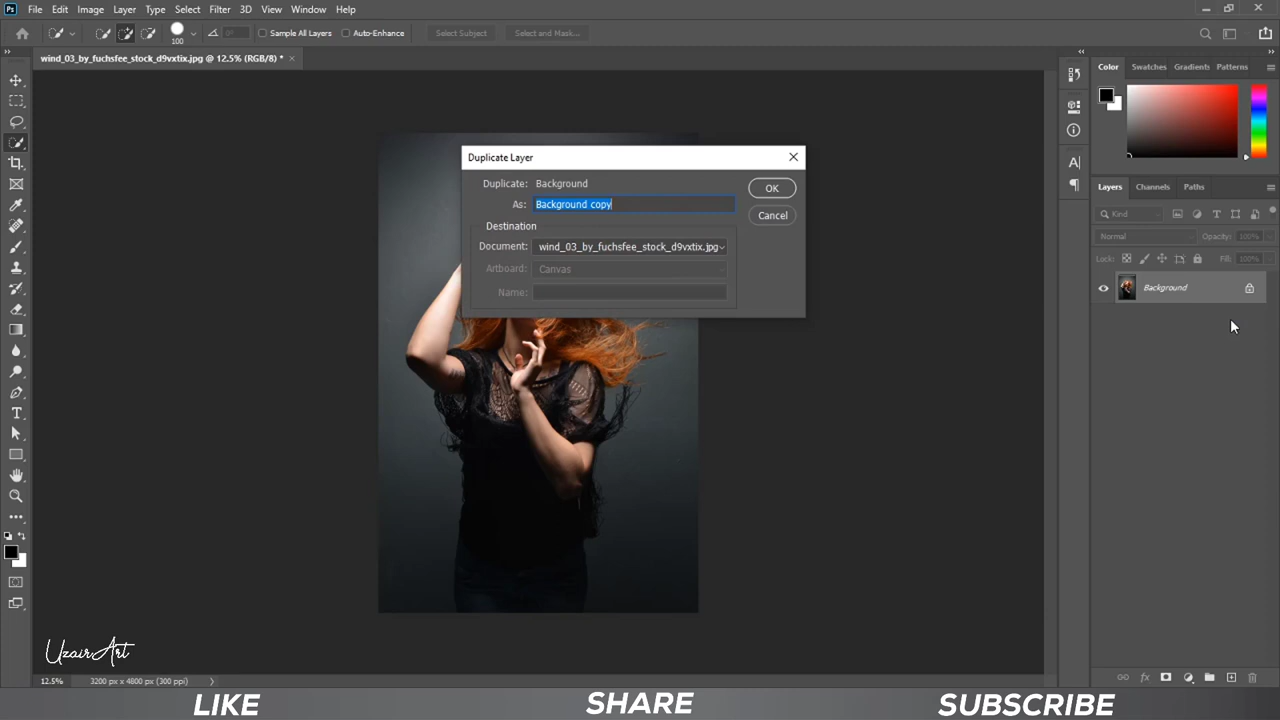 Ps File Edit Image Layer Type Select Filter 3D View Window Help
100 0° Sample All Layers Auto-Enhance Select Subject Select and Mask...
wind_03_by_fuchsfee_stock_d9vxtix.jpg @ 12.5% (RGB/8) * ×
Color Swatches Gradients Patterns
Duplicate Layer
Duplicate: Background
OK
As: Background copy
Cancel
Destination
Document: wind_03_by_fuchsfee_stock_d9vxtix.jpg
Artboard: Canvas
Name:
Layers Channels Paths
Kind
Normal Opacity: 100%
Lock: Fill: 100%
Background
UzairArt
12.5% 3200 px x 4800 px (300 ppi)
LIKE SHARE SUBSCRIBE